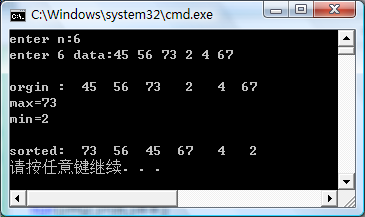 C:\Windows\system32\cmd.exe
enter n:6
enter 6 data:45 56 73 2 4 67
orgin :  45  56  73   2   4  67
max=73
min=2
sorted:  73  56  45  67   4   2
请按任意键继续. . .